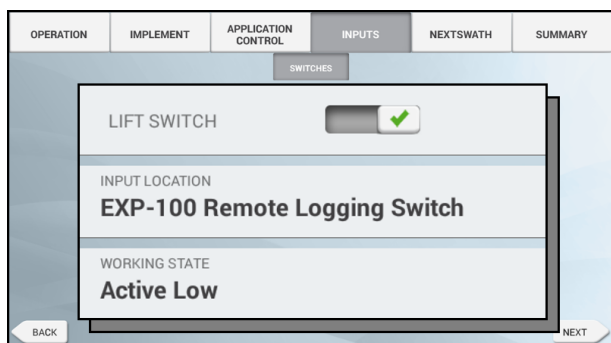 OPERATION
IMPLEMENT
APPLICATION
CONTROL
INPUTS
NEXTSWATH
SUMMARY
SWITCHES
LIFT SWITCH
INPUT LOCATION
EXP-100 Remote Logging Switch
WORKING STATE
Active Low
BACK
NEXT